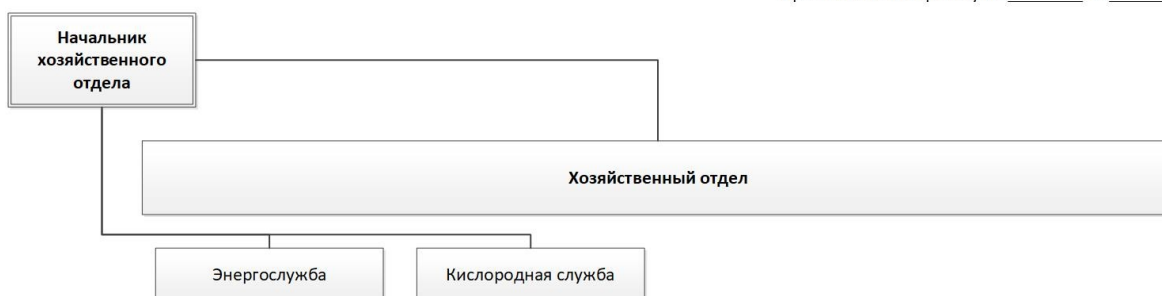 Начальник
хозяйственного
отдела
Хозяйственный отдел
Энергослужба
Кислородная служба